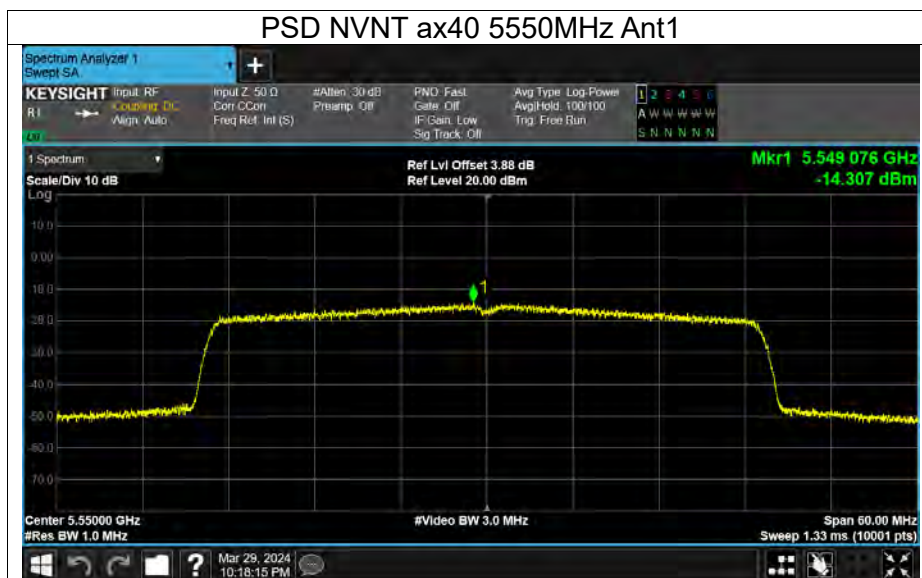 PSD NVNT ax40 5550MHz Ant1
Spectrum Analyzer 1
Swept SA
+
KEYSIGHT Input: RF Input Z: 50 Ω #Atten: 30 dB PNO: Fast Avg Type: Log-Power 1 2 3 4 5 6
R L Coupling: DC Corr CCorr Preamp: Off Gate: Off Avg|Hold: 100/100 A W W W W W
Align: Auto Freq Ref: Int (S) IF Gain: Low Trig: Free Run
Sig Track: Off S N N N N N
1 Spectrum Ref Lvl Offset 3.88 dB Mkr1 5.549 076 GHz
Scale/Div 10 dB Ref Level 20.00 dBm -14.307 dBm
Log
10.0
0.00
-10.0
1
-20.0
-30.0
-40.0
-50.0
-60.0
-70.0
Center 5.55000 GHz #Video BW 3.0 MHz Span 60.00 MHz
#Res BW 1.0 MHz Sweep 1.33 ms (10001 pts)
? Mar 29, 2024
10:18:15 PM